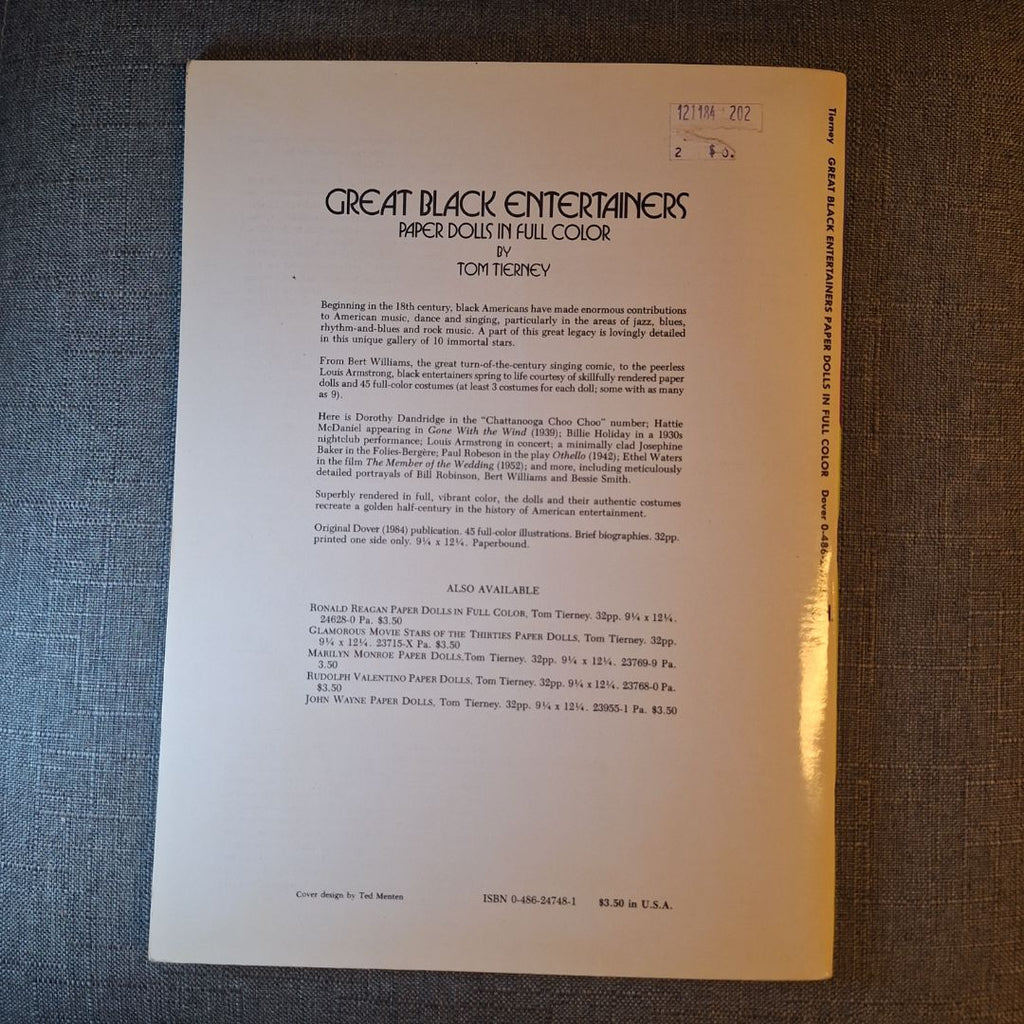 121184 202
2 $
GREAT BLACK ENTERTAINERS
PAPER DOLLS IN FULL COLOR
BY
TOM TIERNEY
Beginning in the 18th century, black Americans have made enormous contributions
to American music, dance and singing, particularly in the areas of jazz, blues,
rhythm-and-blues and rock music. A part of this great legacy is lovingly detailed
in this unique gallery of 10 immortal stars.
From Bert Williams, the great turn-of-the-century singing comic, to the peerless
Louis Armstrong, black entertainers spring to life courtesy of skillfully rendered paper
dolls and 45 full-color costumes (at least 3 costumes for each doll; some with as many
as 9).
Here is Dorothy Dandridge in the “Chattanooga Choo Choo” number; Hattie
McDaniel appearing in Gone With the Wind (1939); Billie Holiday in a 1930s
nightclub performance; Louis Armstrong in concert; a minimally clad Josephine
Baker in the Folies-Bergère; Paul Robeson in the play Othello (1942); Ethel Waters
in the film The Member of the Wedding (1952); and more, including meticulously
detailed portrayals of Bill Robinson, Bert Williams and Bessie Smith.
Superbly rendered in full, vibrant color, the dolls and their authentic costumes
recreate a golden half-century in the history of American entertainment.
Original Dover (1984) publication. 45 full-color illustrations. Brief biographies. 32pp.
printed one side only. 9¼ x 12¼. Paperbound.
ALSO AVAILABLE
RONALD REAGAN PAPER DOLLS IN FULL COLOR, Tom Tierney. 32pp. 9¼ x 12¼.
24628-0 Pa. $3.50
GLAMOROUS MOVIE STARS OF THE THIRTIES PAPER DOLLS, Tom Tierney. 32pp.
9¼ x 12¼. 23715-X Pa. $3.50
MARILYN MONROE PAPER DOLLS,Tom Tierney. 32pp. 9¼ x 12¼. 23769-9 Pa.
3.50
RUDOLPH VALENTINO PAPER DOLLS, Tom Tierney. 32pp. 9¼ x 12¼. 23768-0 Pa.
$3.50
JOHN WAYNE PAPER DOLLS, Tom Tierney. 32pp. 9¼ x 12¼. 23955-1 Pa. $3.50
Cover design by Ted Menten
ISBN 0-486-24748-1 $3.50 in U.S.A.
Tierney GREAT BLACK ENTERTAINERS PAPER DOLLS IN FULL COLOR Dover 0-486